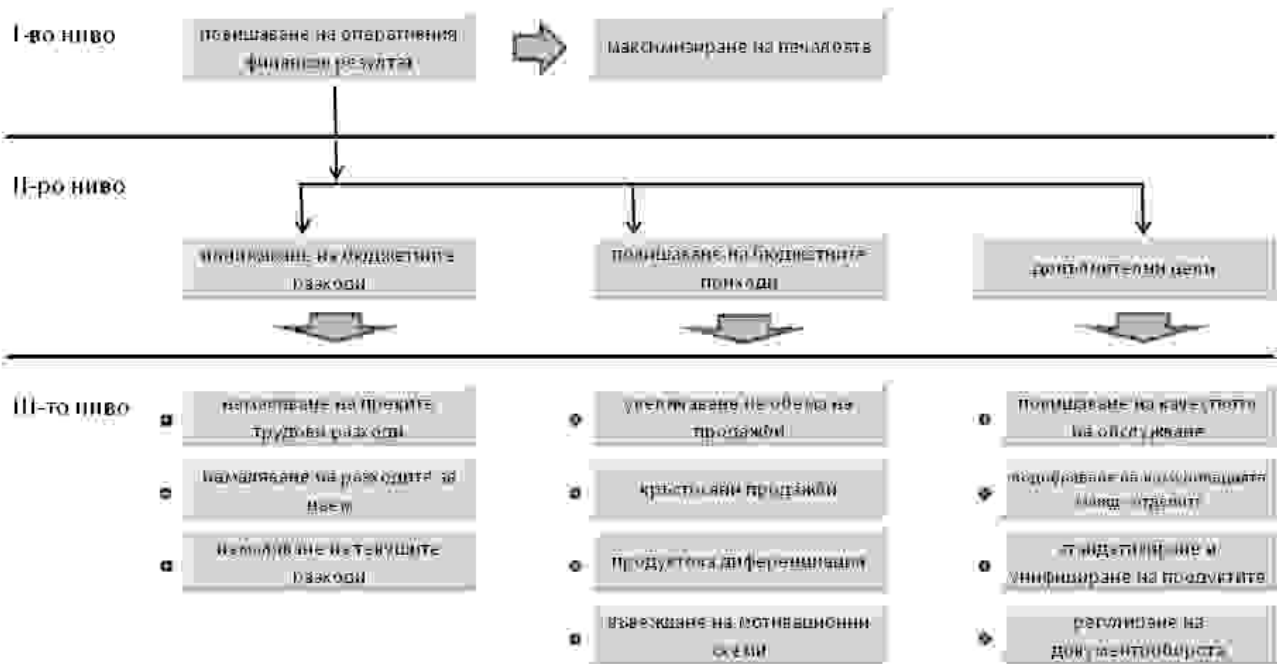 I-во ниво
повишаване на оперативния
финансов резултат
максимизиране на печалбата
II-ро ниво
на бюджетните
разходи
повишаване на бюджетните
приходи
допълнителни цели
III-то ниво
намаляване на преките
трудови разходи
намаляване на разходите за
наем
намаляване на текущите
разходи
увеличаване на обема на
продажби
кръстосани продажби
продуктова диференциация
въвеждане на мотивационни
схеми
повишаване на качеството
на обслужване
подобряване на комуникацията
между отделите
и
унифициране на продуктите
регулиране на
документооборота